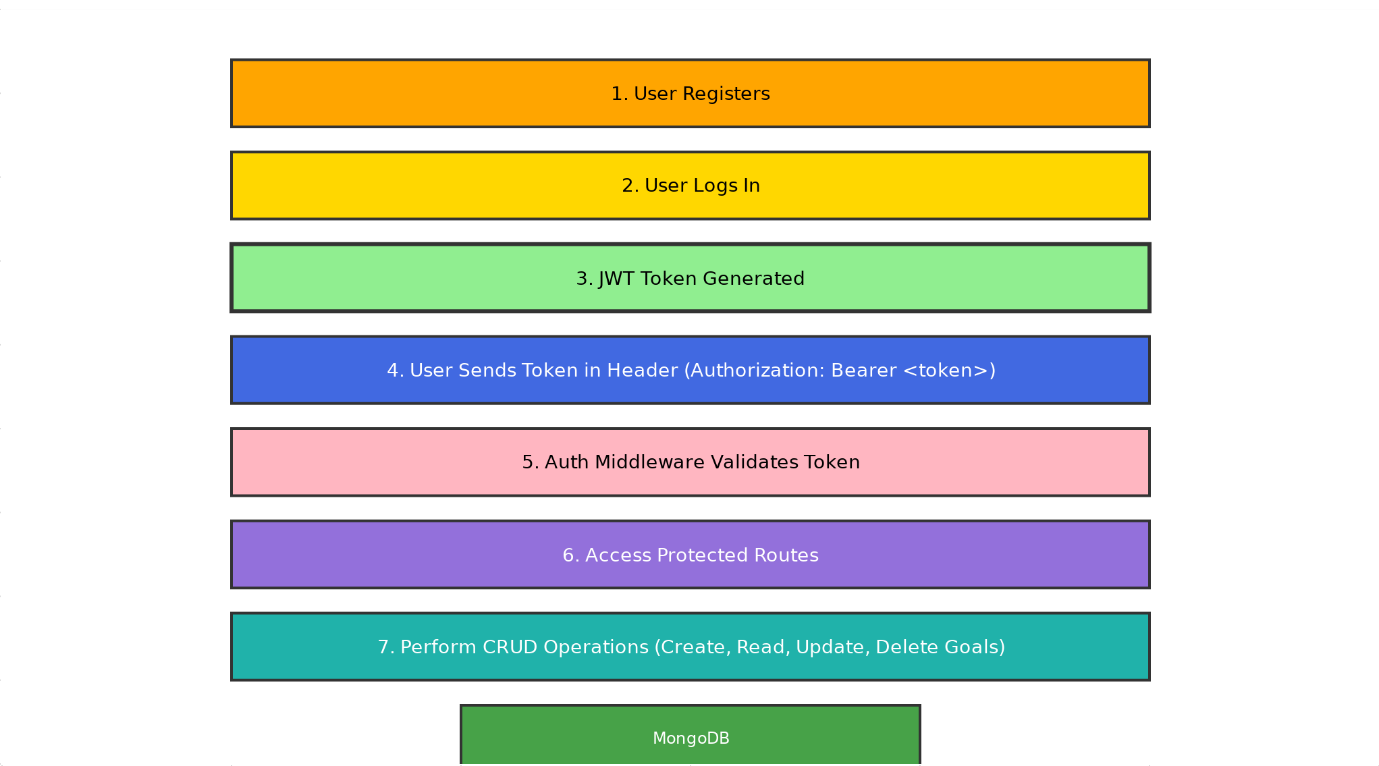 1. User Registers
2. User Logs In
3. JWT Token Generated
4. User Sends Token in Header (Authorization: Bearer <token>)
5. Auth Middleware Validates Token
6. Access Protected Routes
7. Perform CRUD Operations (Create, Read, Update, Delete Goals)
MongoDB